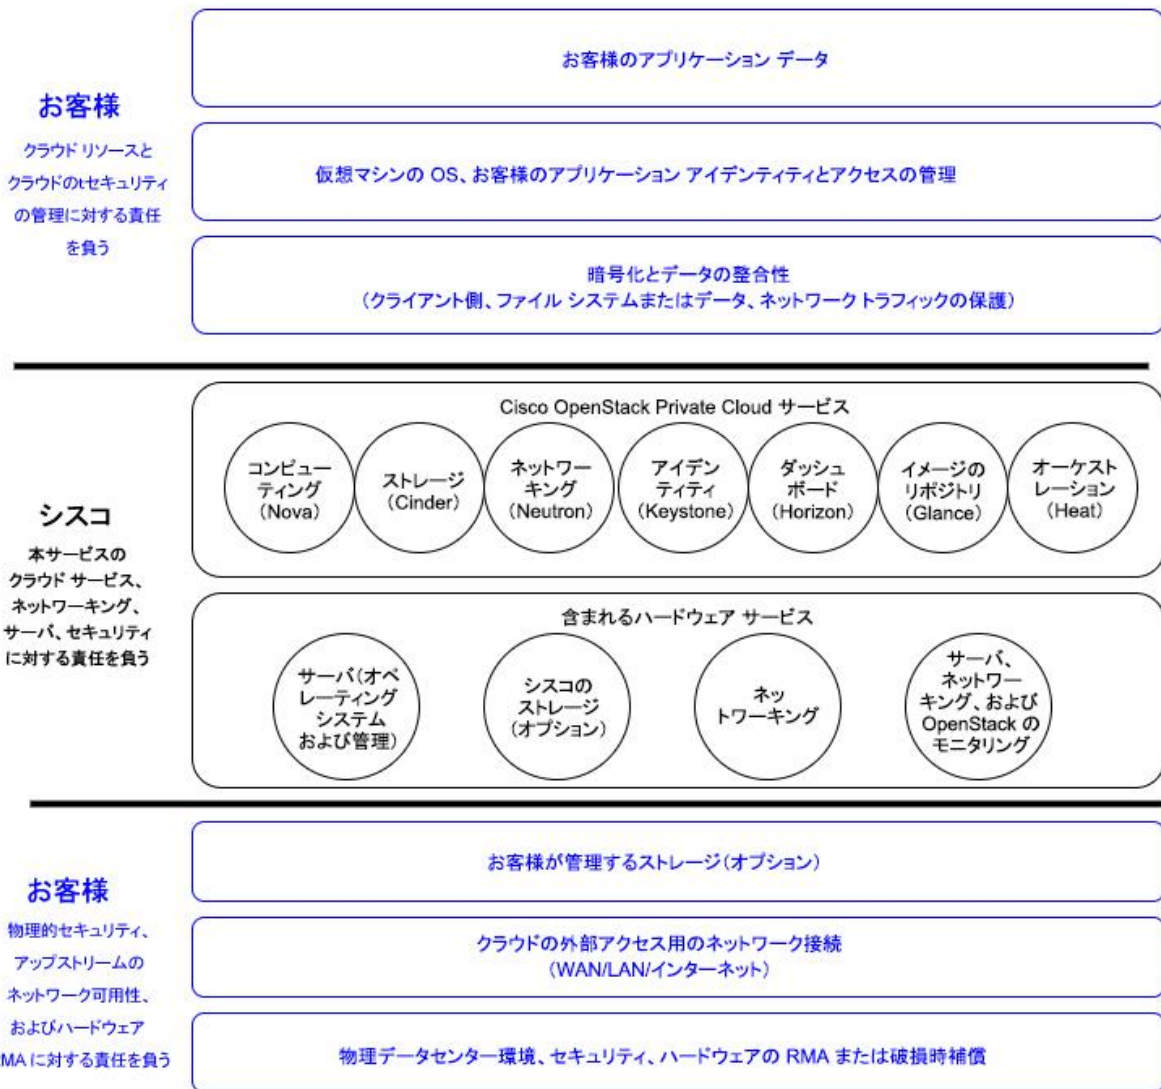 お客様のアプリケーション データ
お客様
クラウド リソースと
クラウドのtセキュリティ
の管理に対する責任
を負う
仮想マシンの OS、お客様のアプリケーション アイデンティティとアクセスの管理
暗号化とデータの整合性
(クライアント側、ファイル システムまたはデータ、ネットワーク トラフィックの保護)
Cisco OpenStack Private Cloud サービス
コンピュー
ティング
(Nova)
ストレージ
(Cinder)
ネットワー
キング
(Neutron)
アイデン
ティティ
(Keystone)
ダッシュ
ボード
(Horizon)
イメージの
リポジトリ
(Glance)
オーケスト
レーション
(Heat)
シスコ
本サービスの
クラウド サービス、
ネットワーキング、
サーバ、セキュリティ
に対する責任を負う
含まれるハードウェア サービス
サーバ(オペ
レーティング
システム
および管理)
シスコの
ストレージ
(オプション)
ネッ
トワーキング
サーバ、
ネットワー
キング、および
OpenStack の
モニタリング
お客様が管理するストレージ(オプション)
お客様
物理的セキュリティ、
アップストリームの
ネットワーク可用性、
およびハードウェア
MA に対する責任を負う
クラウドの外部アクセス用のネットワーク接続
(WAN/LAN/インターネット)
物理データセンター環境、セキュリティ、ハードウェアの RMA または破損時補償